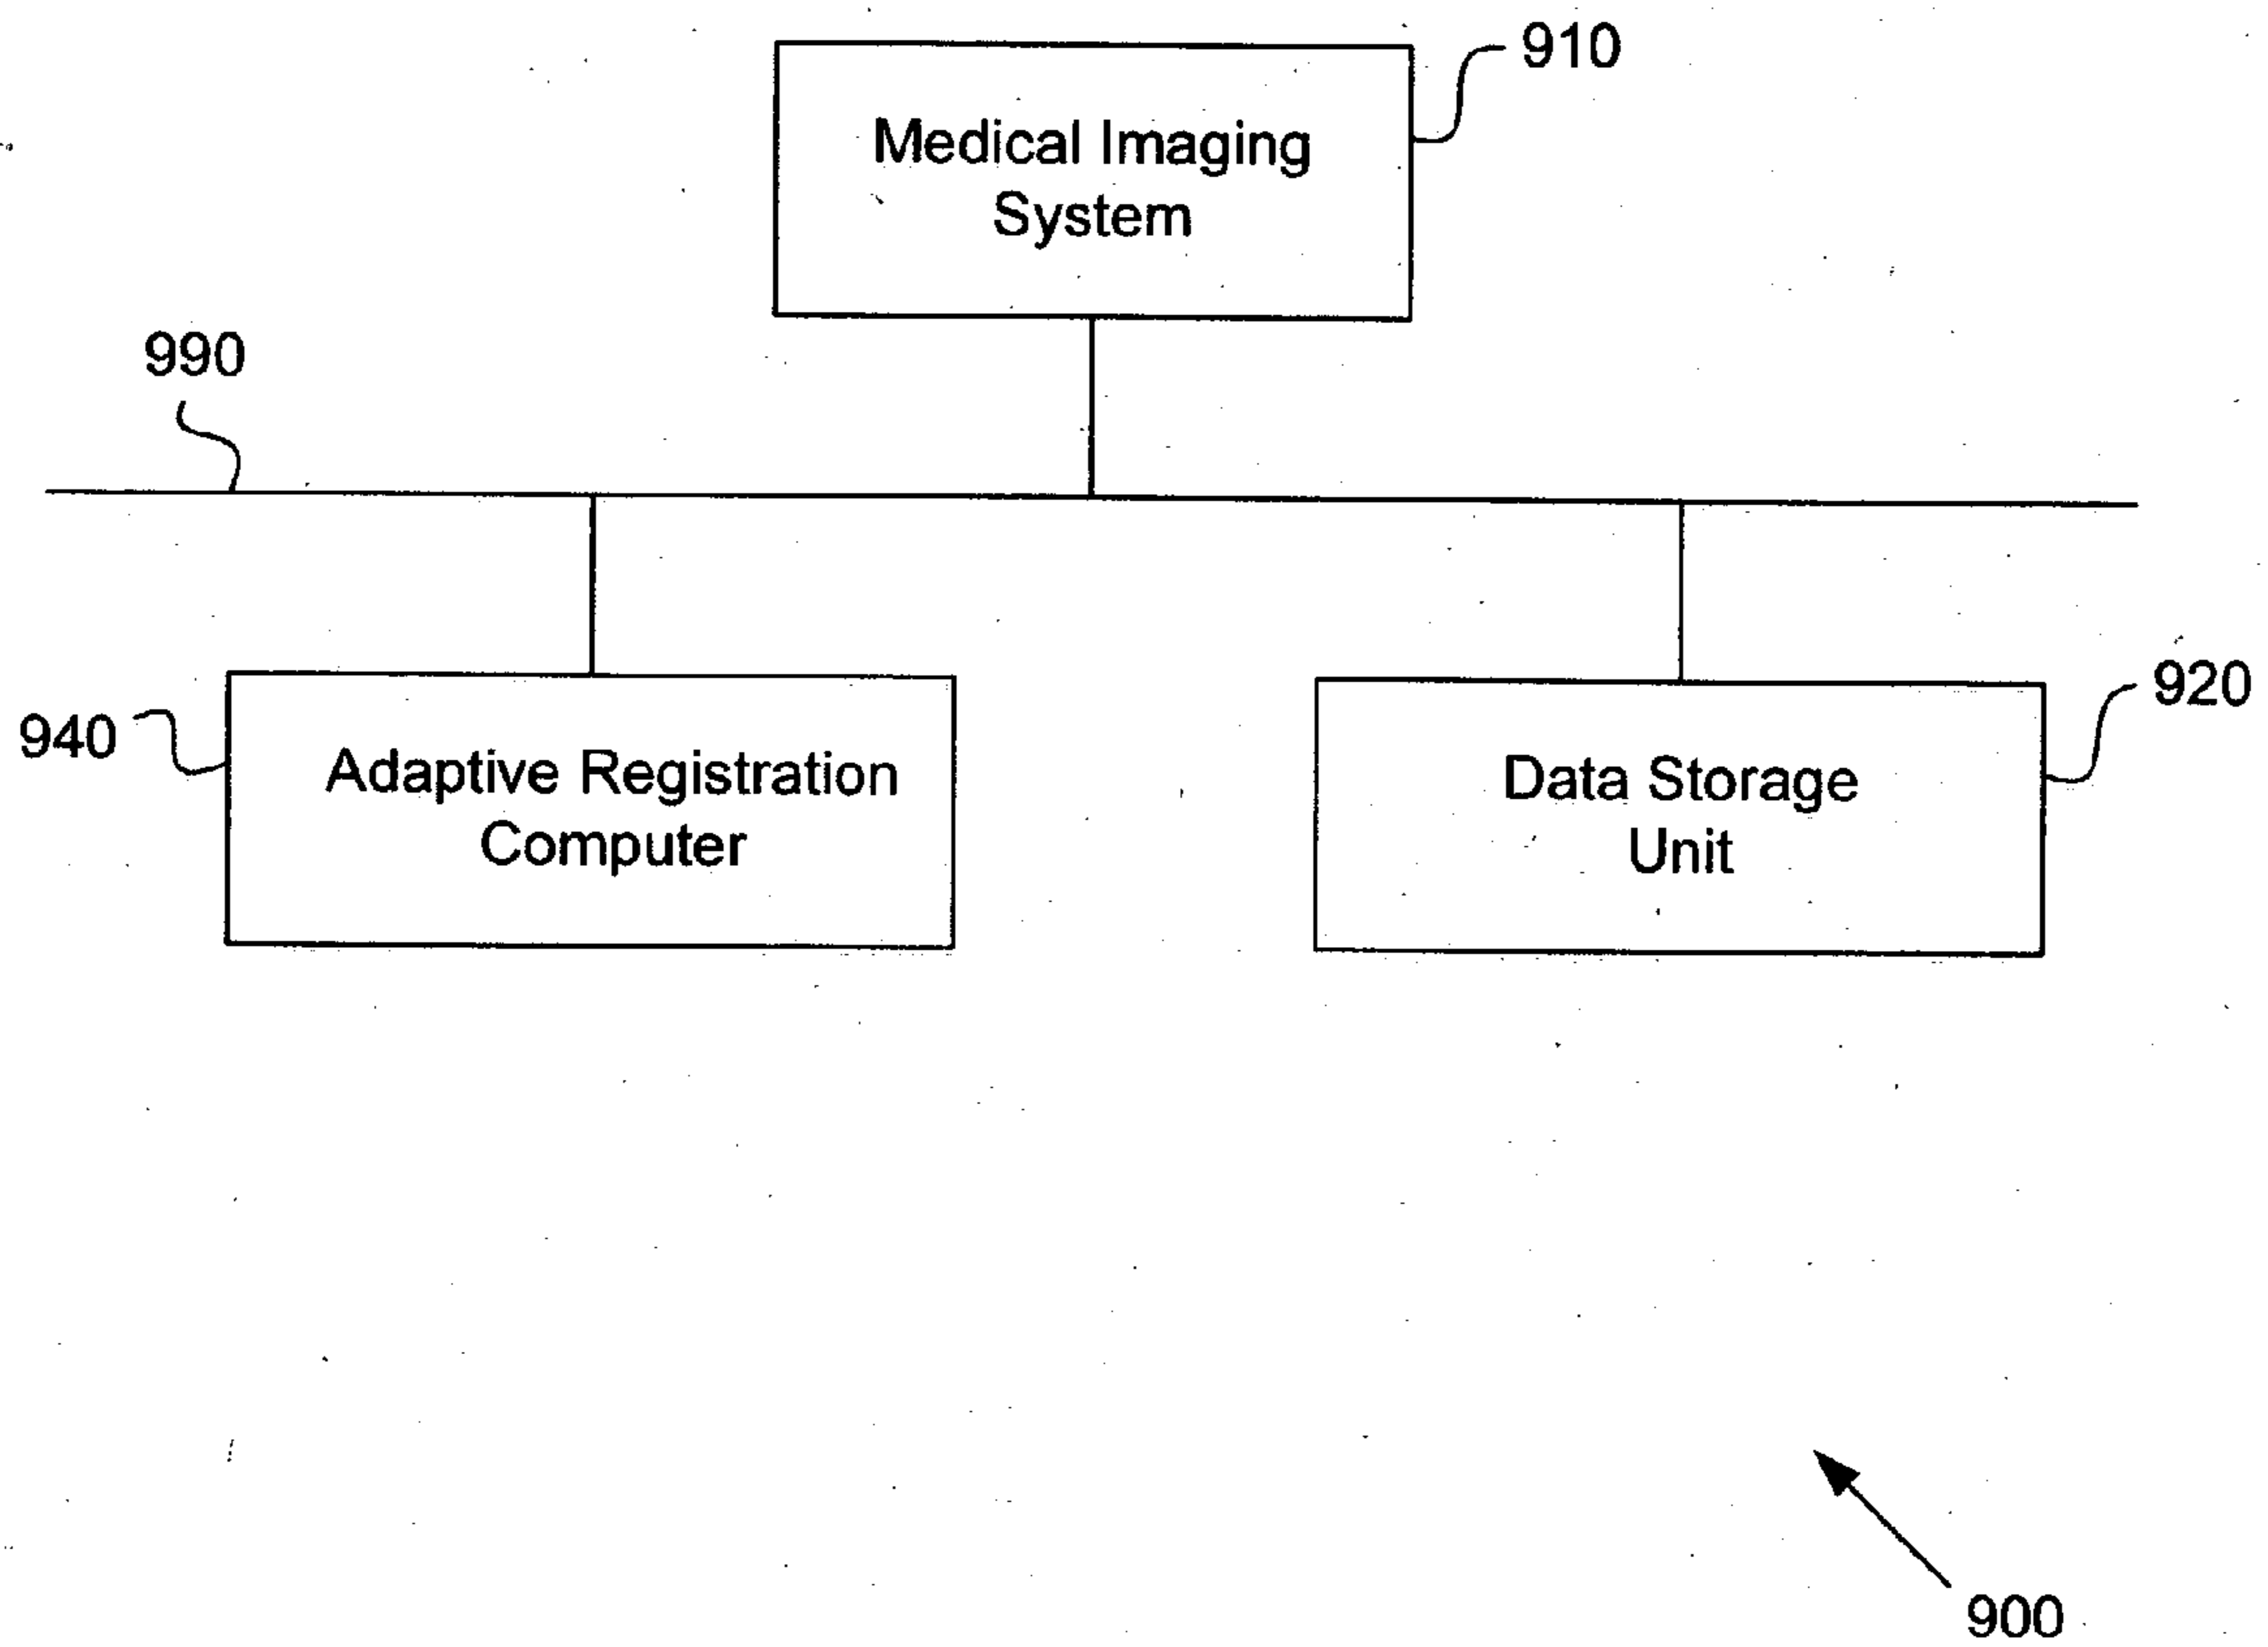 910
Medical Imaging
System
990
940
Adaptive Registration
Computer
920
Data Storage
Unit
900